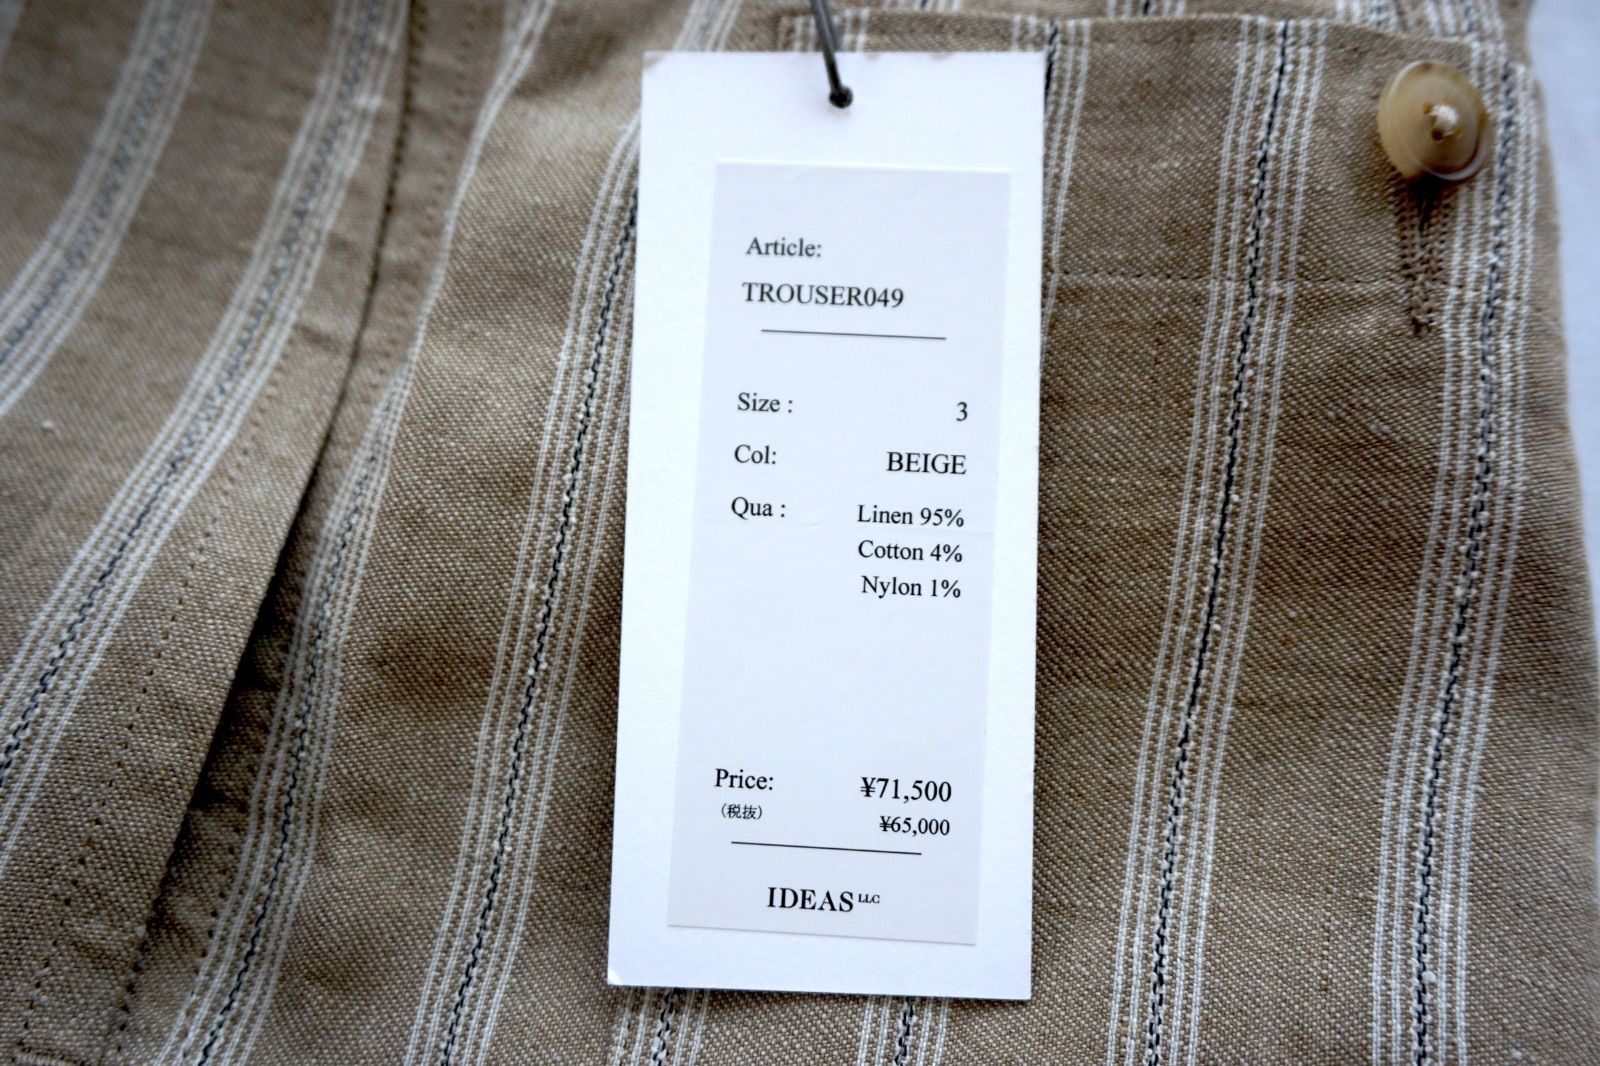 Article:
TROUSER049
Size : 3
Col: BEIGE
Qua : Linen 95%
Cotton 4%
Nylon 1%
Price: ¥71,500
（税抜） ¥65,000
IDEAS LLC